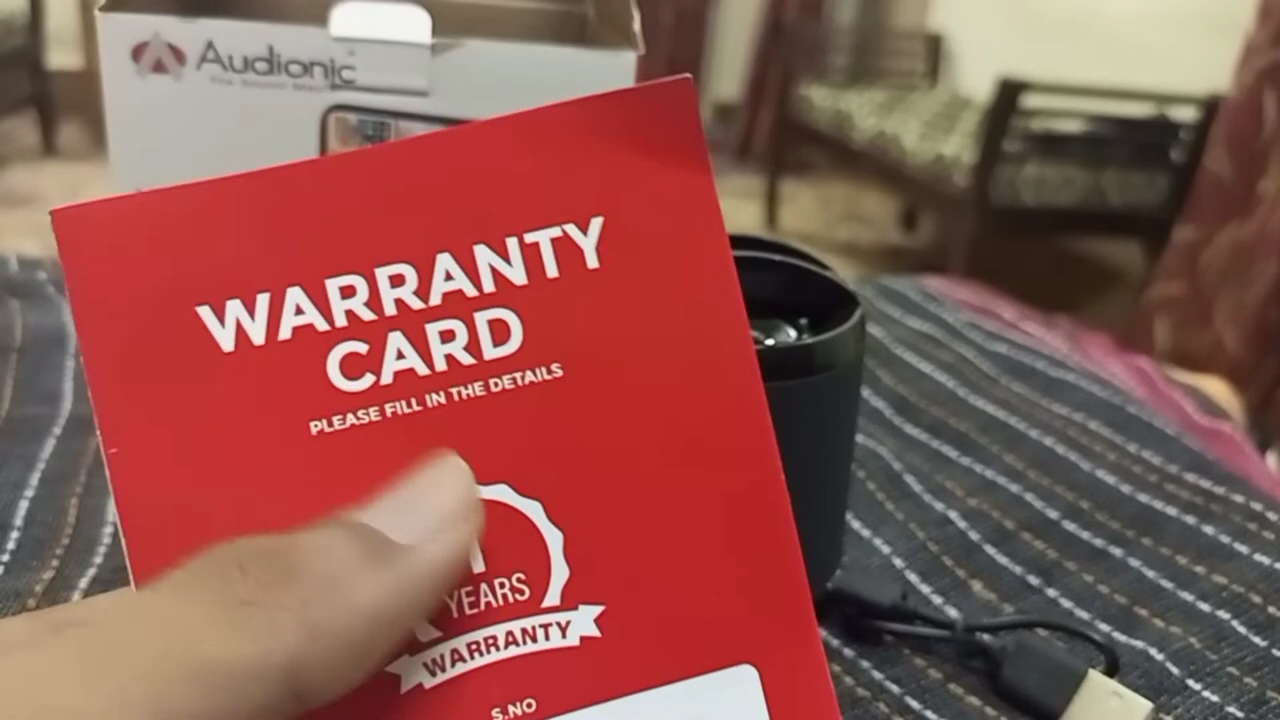 Audionic
WARRANTY
CARD
PLEASE FILL IN THE DETAILS
YEARS
WARRANTY
S.NO